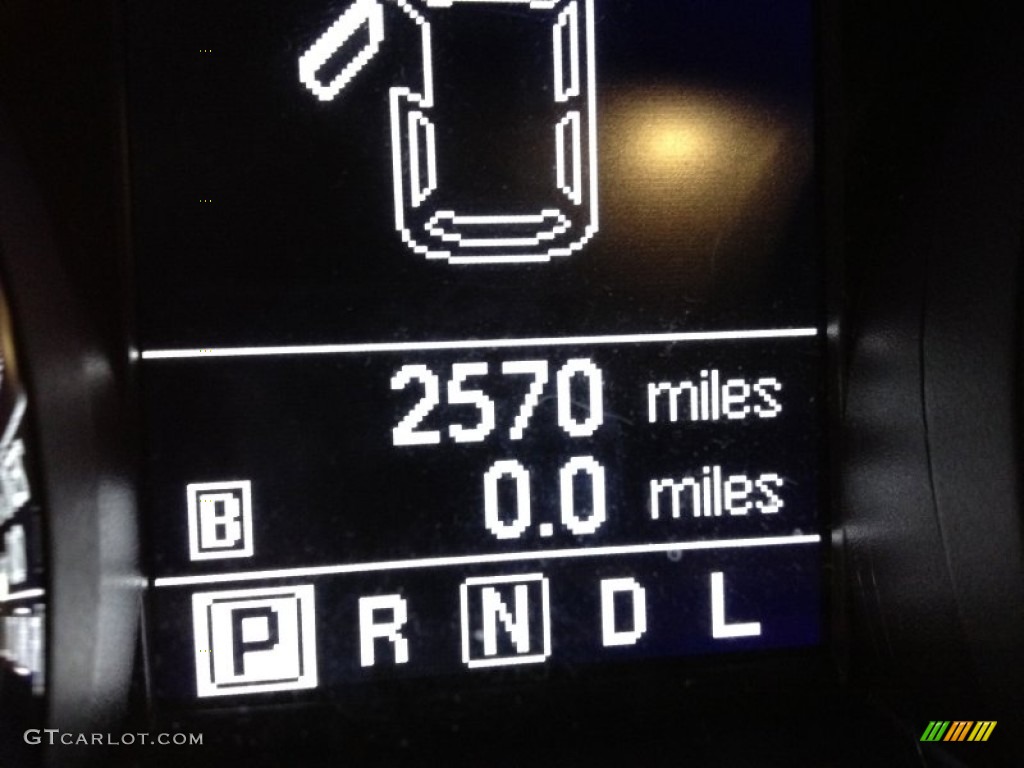 2570 miles
B 0.0 miles
P R N D L
GTCARLOT.COM